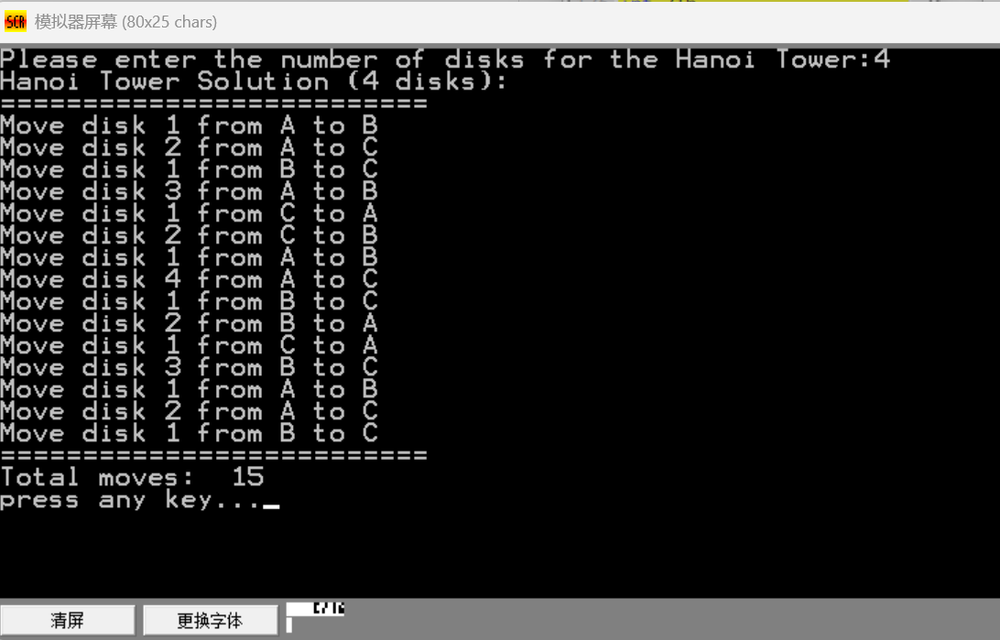 SCR 模拟器屏幕 (80x25 chars)
Please enter the number of disks for the Hanoi Tower:4
Hanoi Tower Solution (4 disks):
==========================
Move disk 1 from A to B
Move disk 2 from A to C
Move disk 1 from B to C
Move disk 3 from A to B
Move disk 1 from C to A
Move disk 2 from C to B
Move disk 1 from A to B
Move disk 4 from A to C
Move disk 1 from B to C
Move disk 2 from B to A
Move disk 1 from C to A
Move disk 3 from B to C
Move disk 1 from A to B
Move disk 2 from A to C
Move disk 1 from B to C
==========================
Total moves:  15
press any key..._
清屏 更换字体